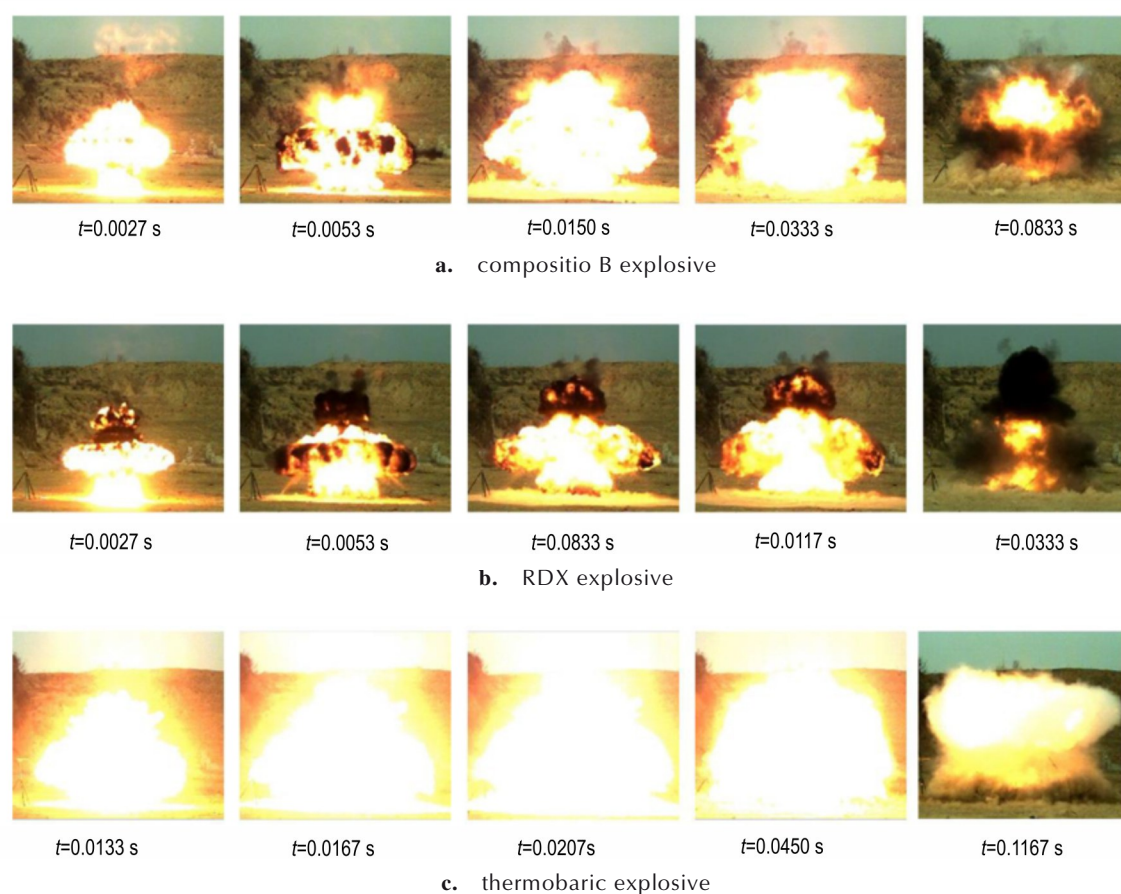 t=0.0027 s t=0.0053 s t=0.0150 s t=0.0333 s t=0.0833 s
a. compositio B explosive
t=0.0027 s t=0.0053 s t=0.0833 s t=0.0117 s t=0.0333 s
b. RDX explosive
t=0.0133 s t=0.0167 s t=0.0207s t=0.0450 s t=0.1167 s
c. thermobaric explosive